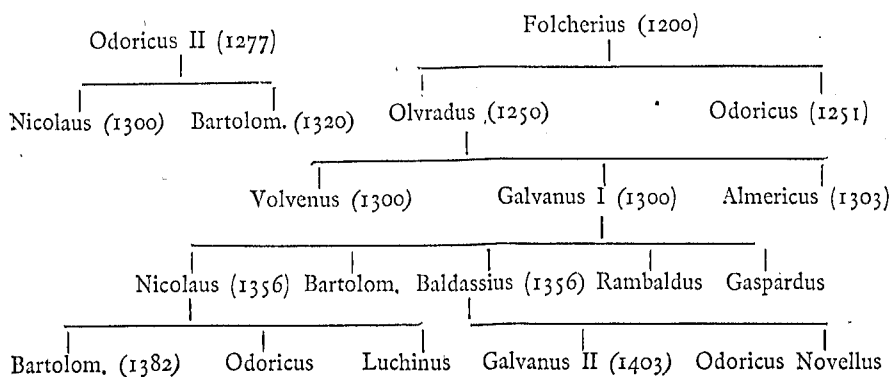 Folcherius (1200)
Odoricus II (1277)
Nicolaus (1300) Bartolom. (1320) Olvradus (1250) Odoricus (1251)
Volvenus (1300) Galvanus I (1300) Almericus (1303)
Nicolaus (1356) Bartolom. Baldassius (1356) Rambaldus Gaspardus
Bartolom. (1382) Odoricus Luchinus Galvanus II (1403) Odoricus Novellus